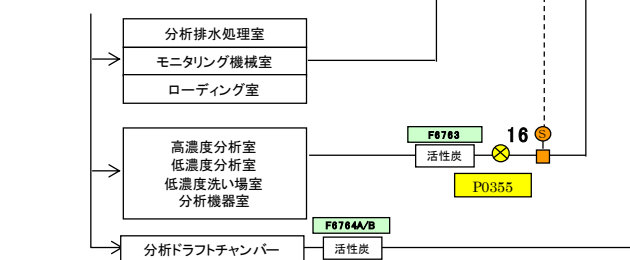 分析排水処理室
モニタリング機械室
ローディング室
F6763
16 S
高濃度分析室
低濃度分析室
低濃度洗い場室
分析機器室
活性炭
P0355
F6764A/B
分析ドラフトチャンバー
活性炭